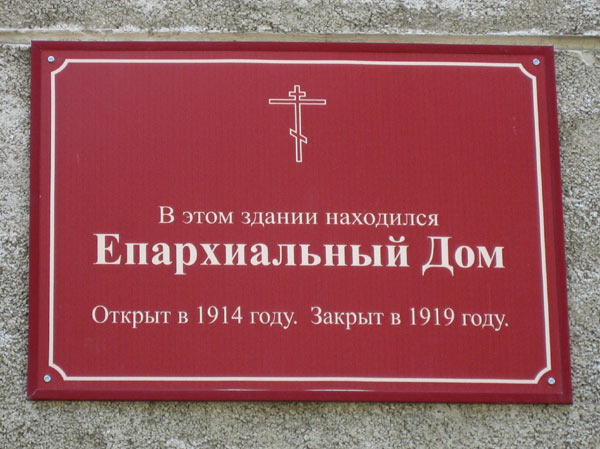 В этом здании находился
Епархиальный Дом
Открыт в 1914 году. Закрыт в 1919 году.